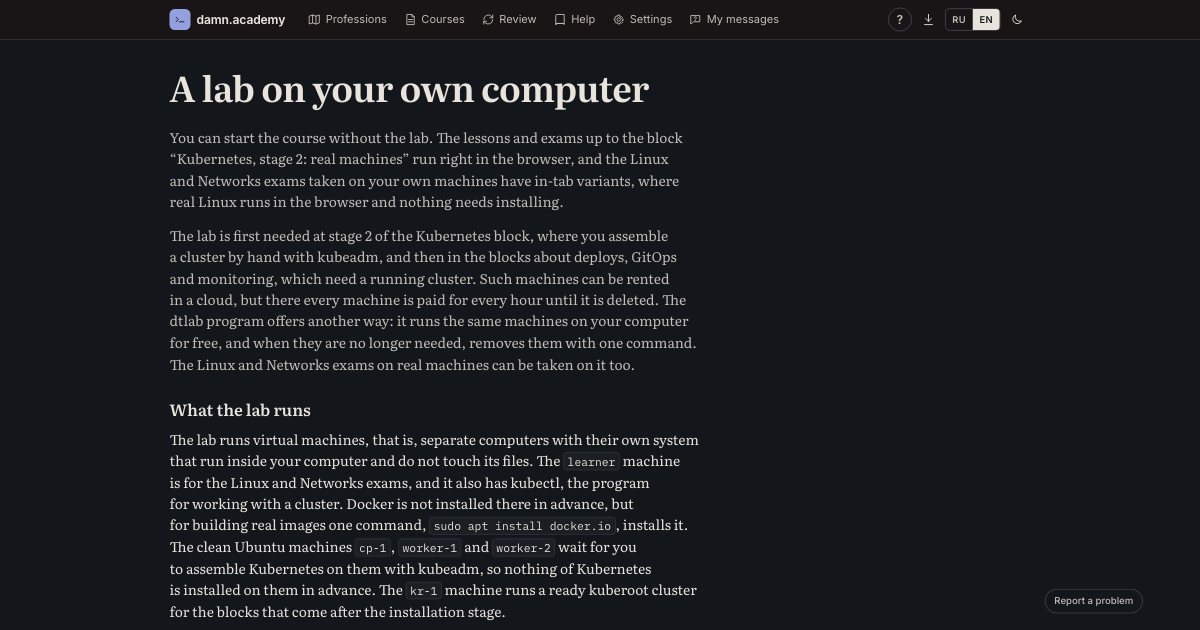 damn.academy
Professions
Courses
Review
Help
Settings
My messages
?
RU
EN
A lab on your own computer
You can start the course without the lab. The lessons and exams up to the block
“Kubernetes, stage 2: real machines” run right in the browser, and the Linux
and Networks exams taken on your own machines have in-tab variants, where
real Linux runs in the browser and nothing needs installing.
The lab is first needed at stage 2 of the Kubernetes block, where you assemble
a cluster by hand with kubeadm, and then in the blocks about deploys, GitOps
and monitoring, which need a running cluster. Such machines can be rented
in a cloud, but there every machine is paid for every hour until it is deleted. The
dtlab program offers another way: it runs the same machines on your computer
for free, and when they are no longer needed, removes them with one command.
The Linux and Networks exams on real machines can be taken on it too.
What the lab runs
The lab runs virtual machines, that is, separate computers with their own system
that run inside your computer and do not touch its files. The learner machine
is for the Linux and Networks exams, and it also has kubectl, the program
for working with a cluster. Docker is not installed there in advance, but
for building real images one command, sudo apt install docker.io, installs it.
The clean Ubuntu machines cp-1, worker-1 and worker-2 wait for you
to assemble Kubernetes on them with kubeadm, so nothing of Kubernetes
is installed on them in advance. The kr-1 machine runs a ready kuberoot cluster
for the blocks that come after the installation stage.
Report a problem